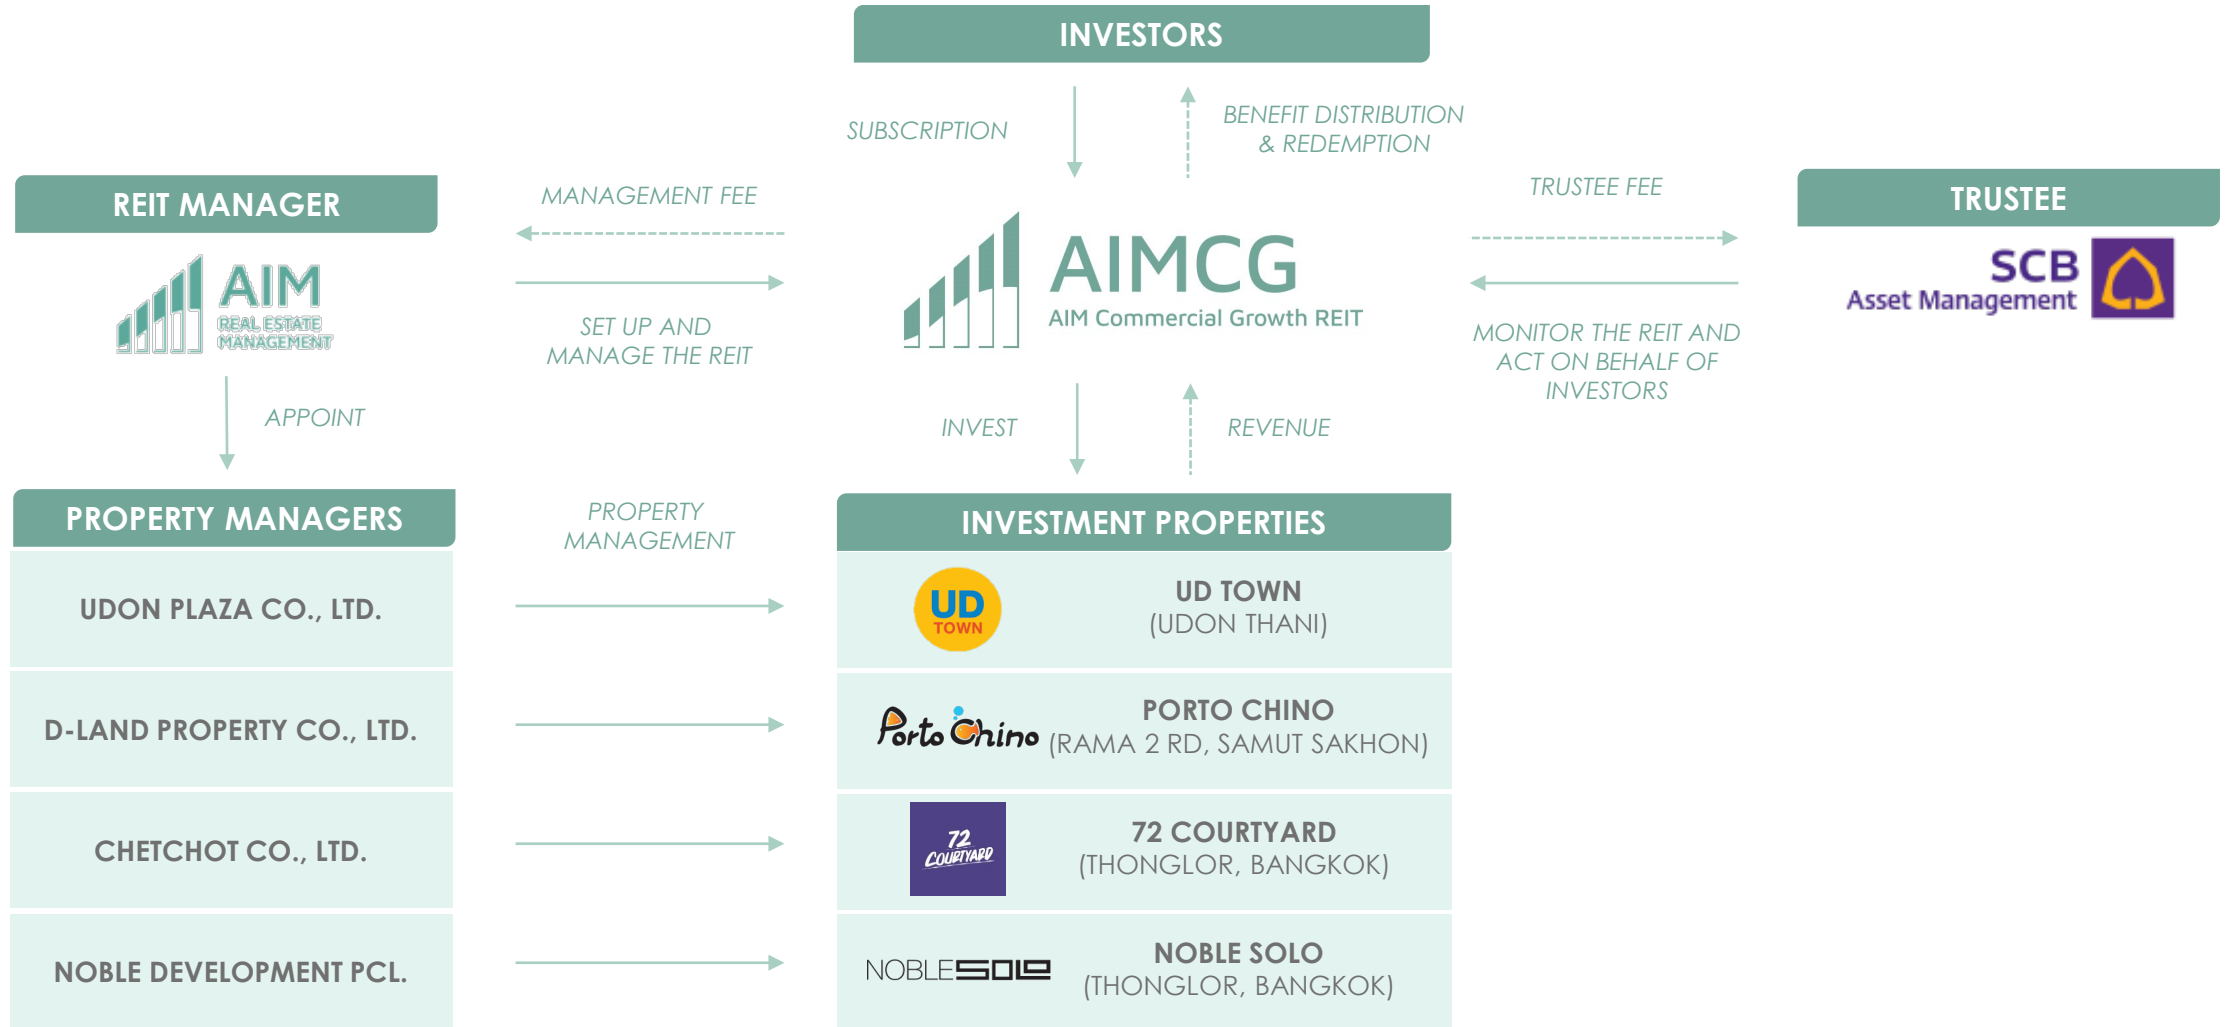 INVESTORS
SUBSCRIPTION
BENEFIT DISTRIBUTION
& REDEMPTION
REIT MANAGER
AIM
REAL ESTATE
MANAGEMENT
MANAGEMENT FEE
SET UP AND
MANAGE THE REIT
AIMCG
AIM Commercial Growth REIT
TRUSTEE FEE
MONITOR THE REIT AND
ACT ON BEHALF OF
INVESTORS
TRUSTEE
SCB
Asset Management
APPOINT
INVEST
REVENUE
PROPERTY MANAGERS
PROPERTY
MANAGEMENT
INVESTMENT PROPERTIES
UDON PLAZA CO., LTD.
UD
TOWN
UD TOWN
(UDON THANI)
D-LAND PROPERTY CO., LTD.
Porto Chino
PORTO CHINO
(RAMA 2 RD, SAMUT SAKHON)
CHETCHOT CO., LTD.
72
COURTYARD
72 COURTYARD
(THONGLOR, BANGKOK)
NOBLE DEVELOPMENT PCL.
NOBLE SOLO
NOBLE SOLO
(THONGLOR, BANGKOK)